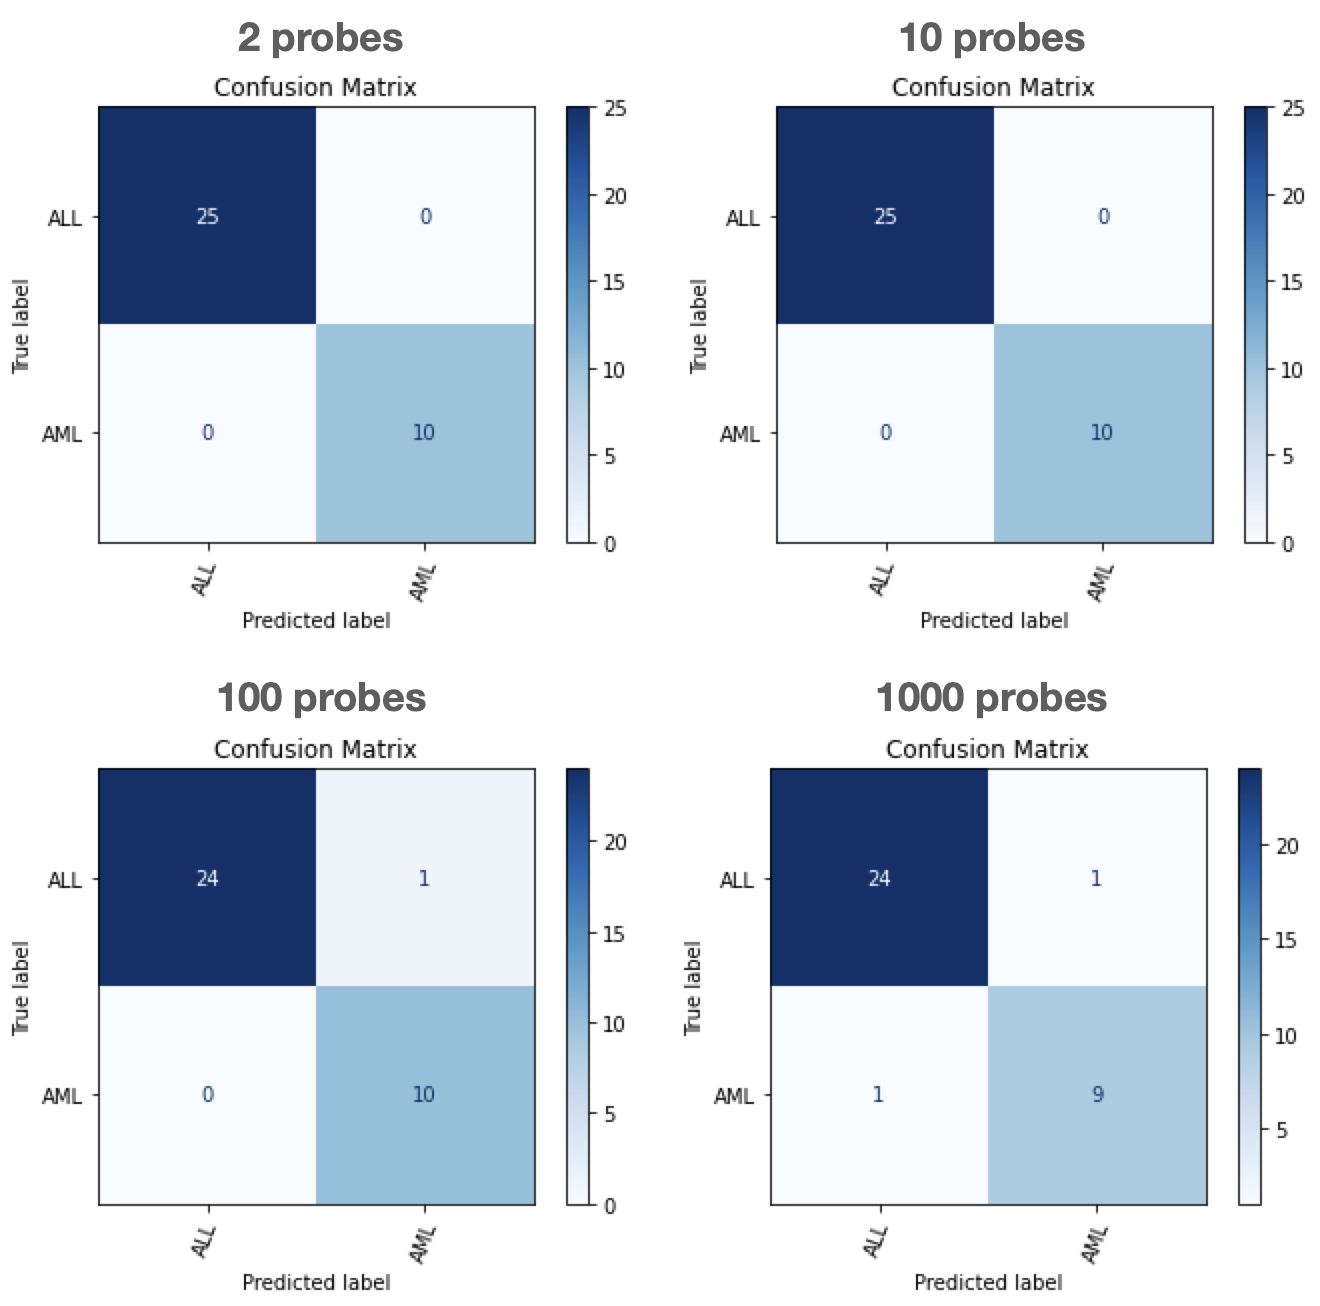 2 probes
Confusion Matrix
25
20
15
10
5
0
True label
ALL
AML
25
0
0
10
ALL
AML
Predicted label
10 probes
Confusion Matrix
25
20
15
10
5
0
True label
ALL
AML
25
0
0
10
ALL
AML
Predicted label
100 probes
Confusion Matrix
20
15
10
5
0
True label
ALL
AML
24
1
0
10
ALL
AML
Predicted label
1000 probes
Confusion Matrix
20
15
10
5
True label
ALL
AML
24
1
1
9
ALL
AML
Predicted label